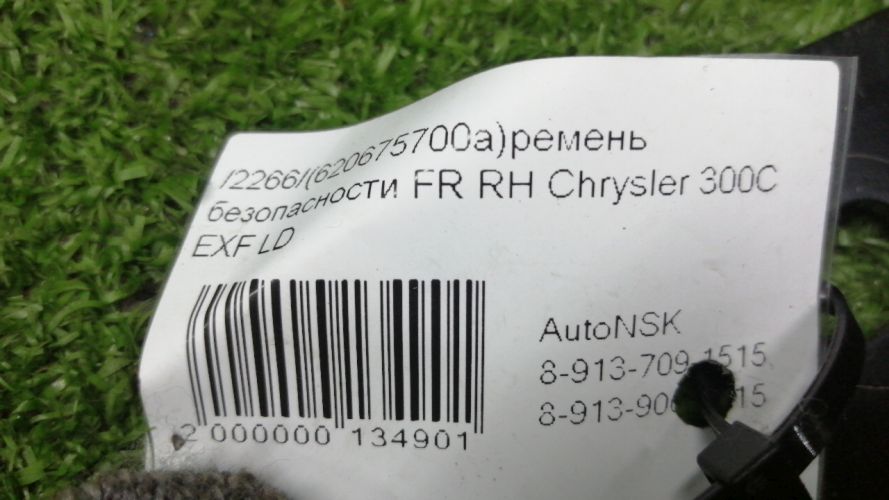 /2266/(620675700a)ремень
безопасности FR RH Chrysler 300C
EXF LD
AutoNSK
8-913-709-1515
2 000000 134901